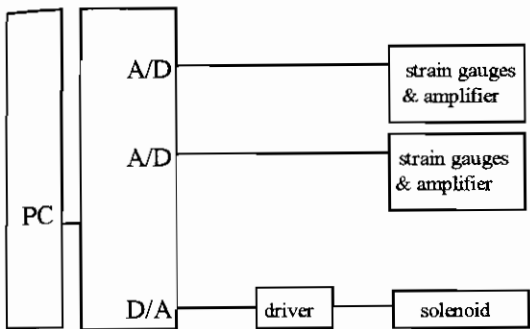 A/D
strain gauges
& amplifier
A/D
strain gauges
& amplifier
PC
D/A
driver
solenoid